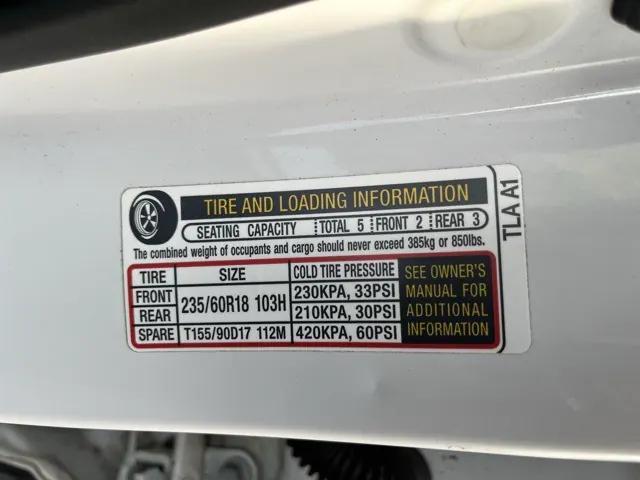 TIRE AND LOADING INFORMATION
SEATING CAPACITY TOTAL 5 FRONT 2 REAR 3
The combined weight of occupants and cargo should never exceed 385kg or 850lbs.
TIRE SIZE COLD TIRE PRESSURE
FRONT 235/60R18 103H 230KPA, 33PSI
REAR 210KPA, 30PSI
SPARE T155/90D17 112M 420KPA, 60PSI
SEE OWNER'S
MANUAL FOR
ADDITIONAL
INFORMATION
TLA A1